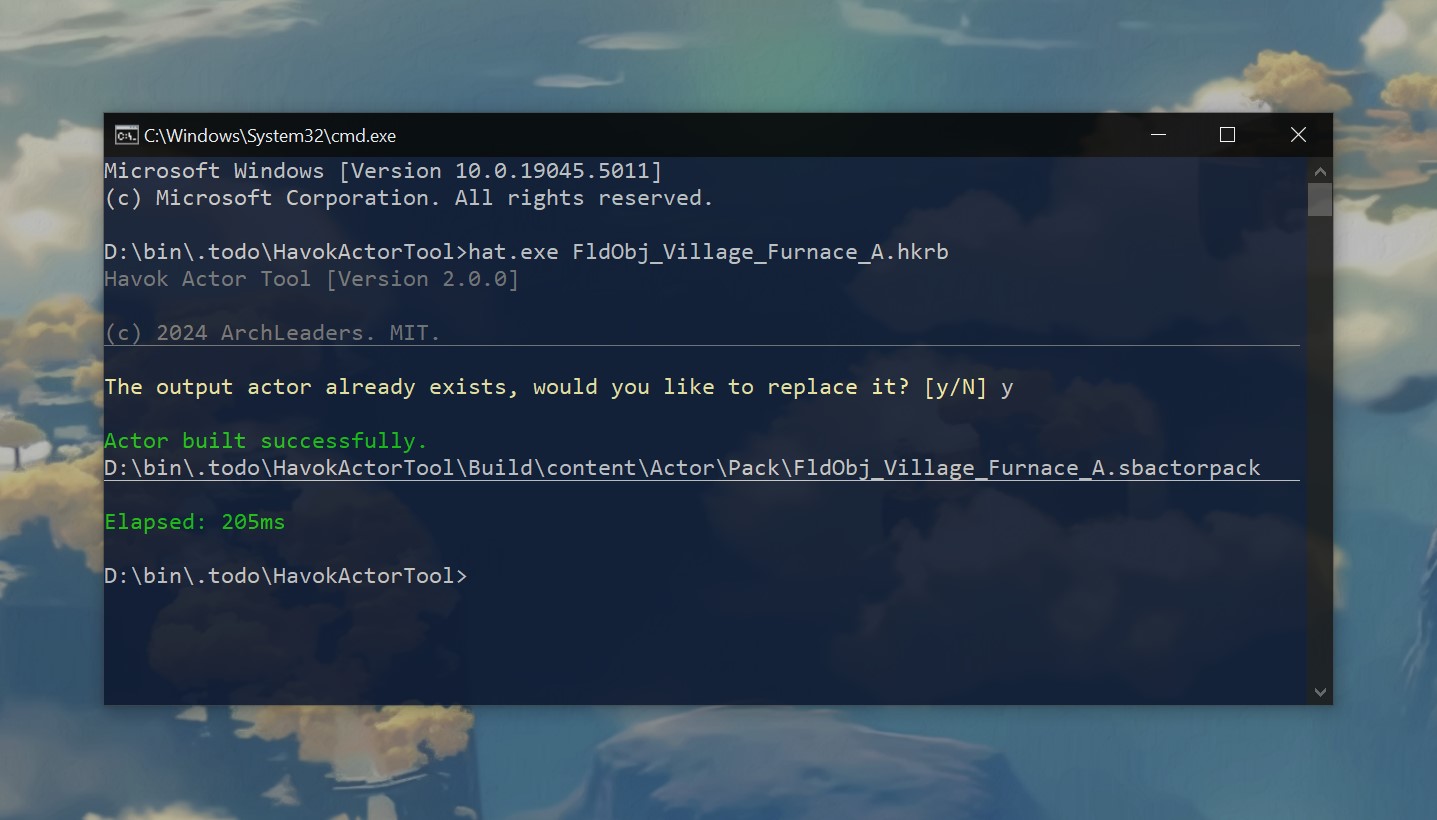 C:\Windows\System32\cmd.exe
Microsoft Windows [Version 10.0.19045.5011]
(c) Microsoft Corporation. All rights reserved.
D:\bin\.todo\HavokActorTool>hat.exe FldObj_Village_Furnace_A.hkrb
Havok Actor Tool [Version 2.0.0]
(c) 2024 ArchLeaders. MIT.
The output actor already exists, would you like to replace it? [y/N] y
Actor built successfully.
D:\bin\.todo\HavokActorTool\Build\content\Actor\Pack\FldObj_Village_Furnace_A.sbactorpack
Elapsed: 205ms
D:\bin\.todo\HavokActorTool>